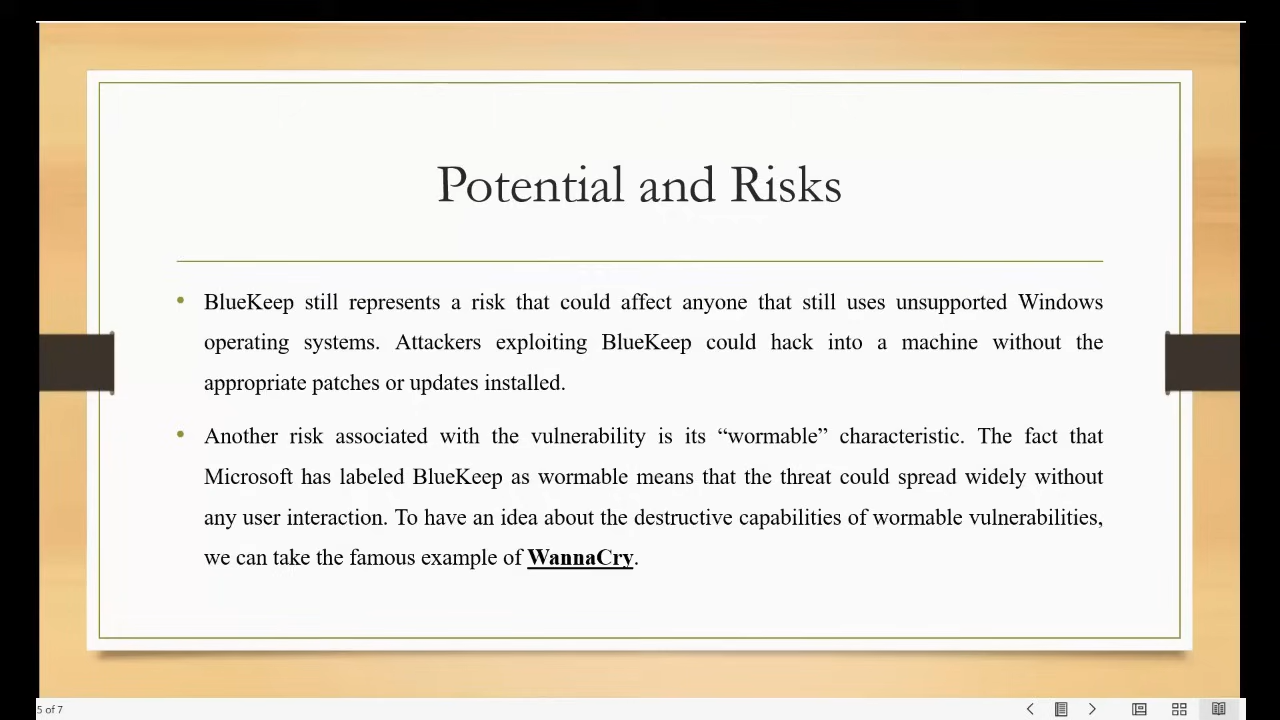 Potential and Risks
• BlueKeep still represents a risk that could affect anyone that still uses unsupported Windows
operating systems. Attackers exploiting BlueKeep could hack into a machine without the
appropriate patches or updates installed.
• Another risk associated with the vulnerability is its “wormable” characteristic. The fact that
Microsoft has labeled BlueKeep as wormable means that the threat could spread widely without
any user interaction. To have an idea about the destructive capabilities of wormable vulnerabilities,
we can take the famous example of WannaCry.
5 of 7